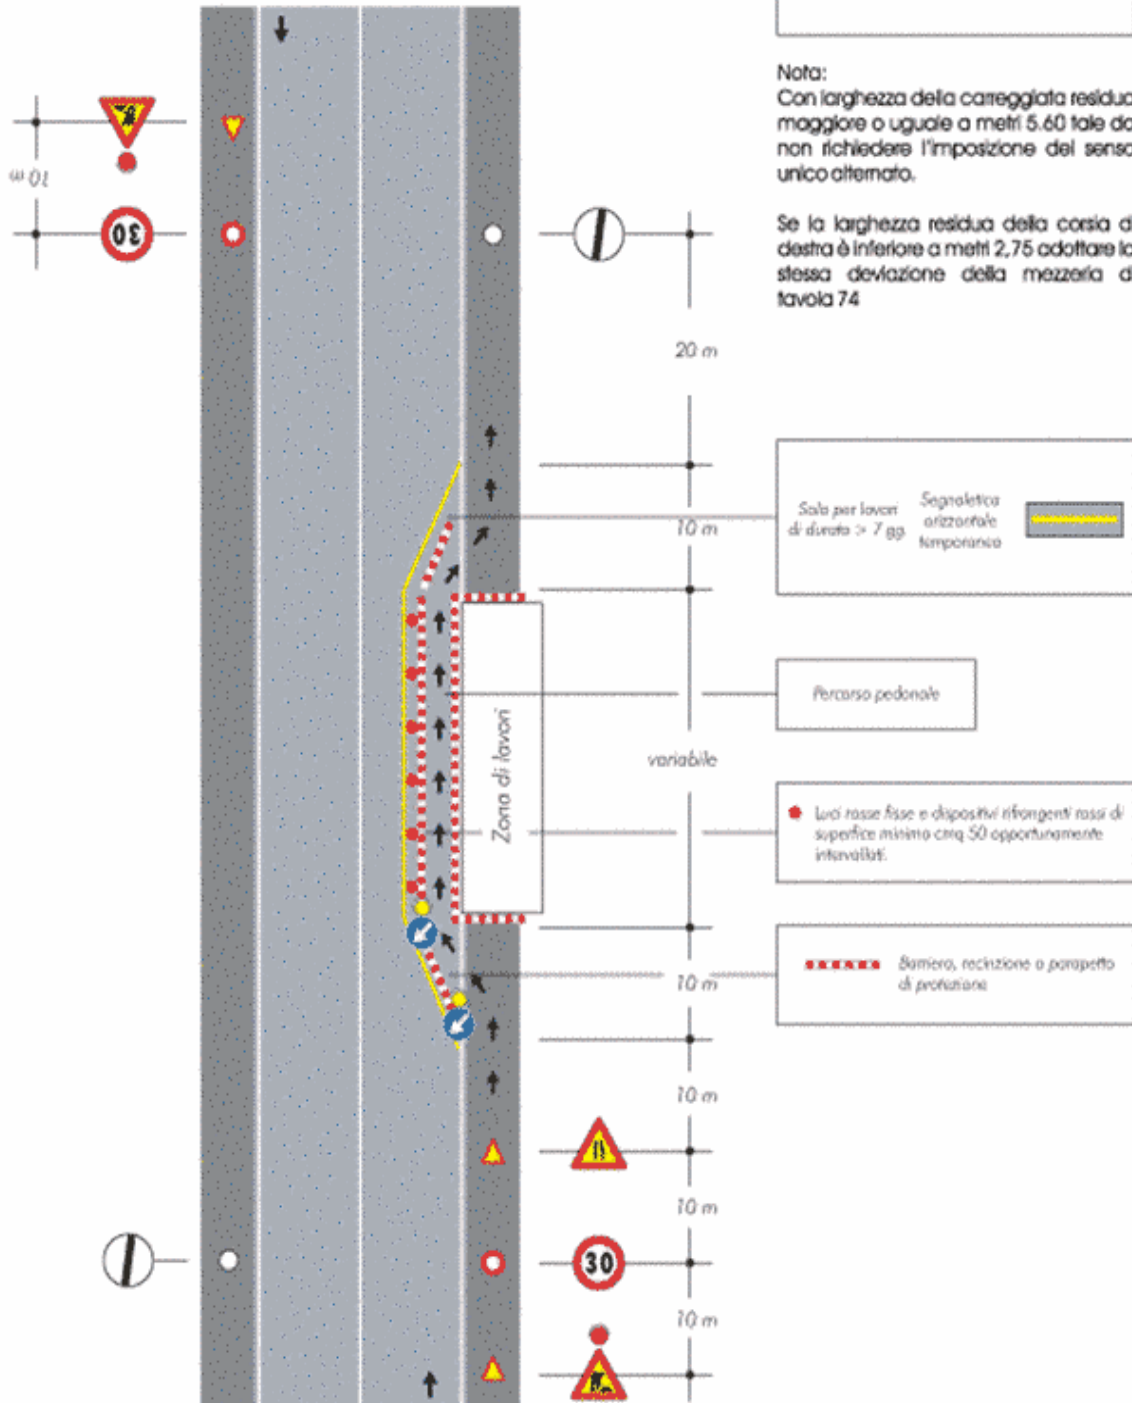 Nota:
Con larghezza della carreggiata residua
maggiore o uguale a metri 5.60 tale da
non richiedere l'imposizione del senso
unico alternato.
Se la larghezza residua della corsia di
destra è inferiore a metri 2,75 adottare la
stessa deviazione della mezzeria di
tavola 74
10 m
30
20 m
10 m
Solo per lavori
di durata > 7 gg.
Segnaletica
orizzontale
temporanea
Percorso pedonale
Zona di lavori
variabile
Luci rosse fisse e dispositivi rifrangenti rossi di
superfice minima cmq 50 opportunamente
intervallati.
Barriera, recinzione o parapetto
di protezione
10 m
10 m
10 m
30
10 m